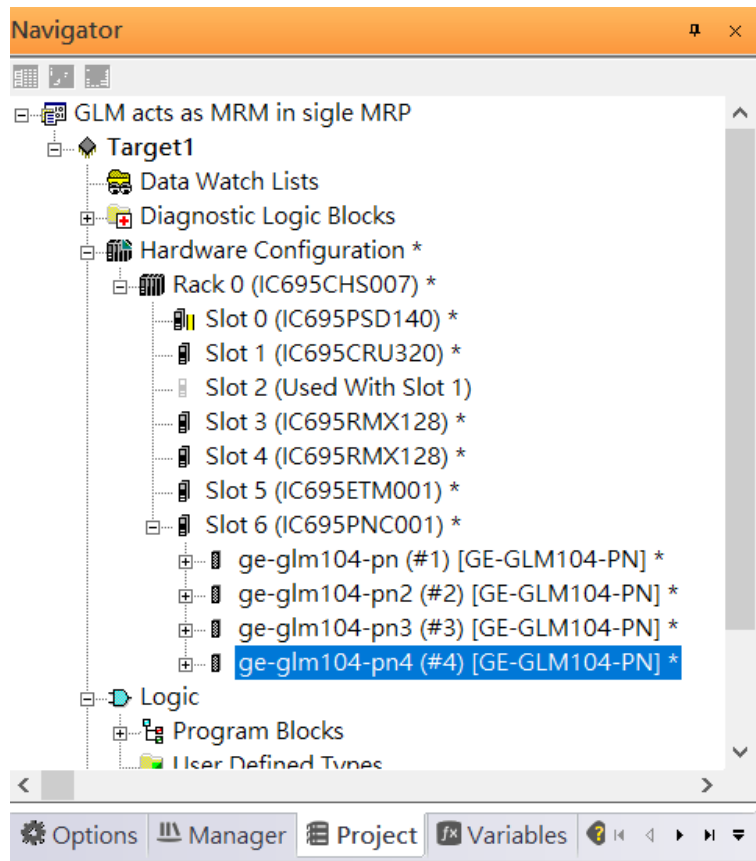 Navigator
GLM acts as MRM in sigle MRP
Target1
Data Watch Lists
Diagnostic Logic Blocks
Hardware Configuration *
Rack 0 (IC695CHS007) *
Slot 0 (IC695PSD140) *
Slot 1 (IC695CRU320) *
Slot 2 (Used With Slot 1)
Slot 3 (IC695RMX128) *
Slot 4 (IC695RMX128) *
Slot 5 (IC695ETM001) *
Slot 6 (IC695PNC001) *
ge-glm104-pn (#1) [GE-GLM104-PN] *
ge-glm104-pn2 (#2) [GE-GLM104-PN] *
ge-glm104-pn3 (#3) [GE-GLM104-PN] *
ge-glm104-pn4 (#4) [GE-GLM104-PN] *
Logic
Program Blocks
User Defined Types
Options Manager Project Variables